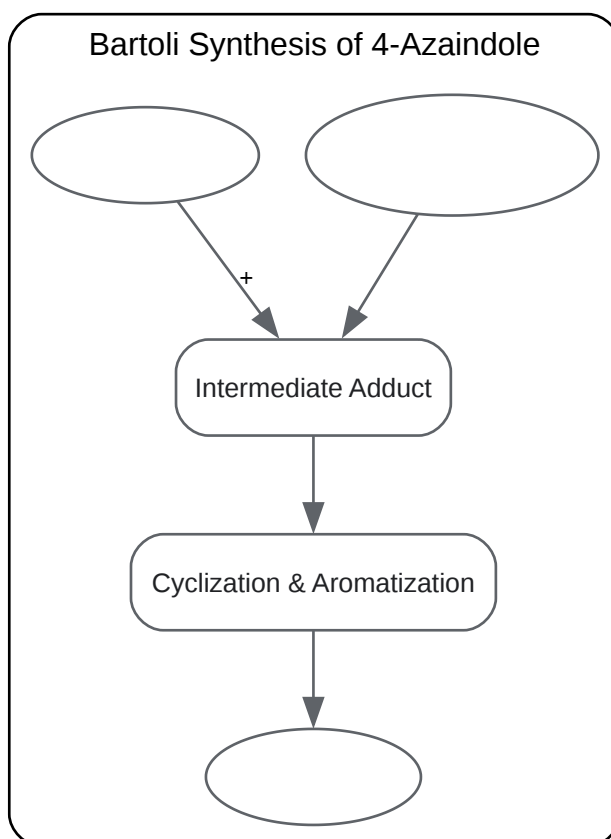 Bartoli Synthesis of 4-Azaindole
+
Intermediate Adduct
Cyclization & Aromatization